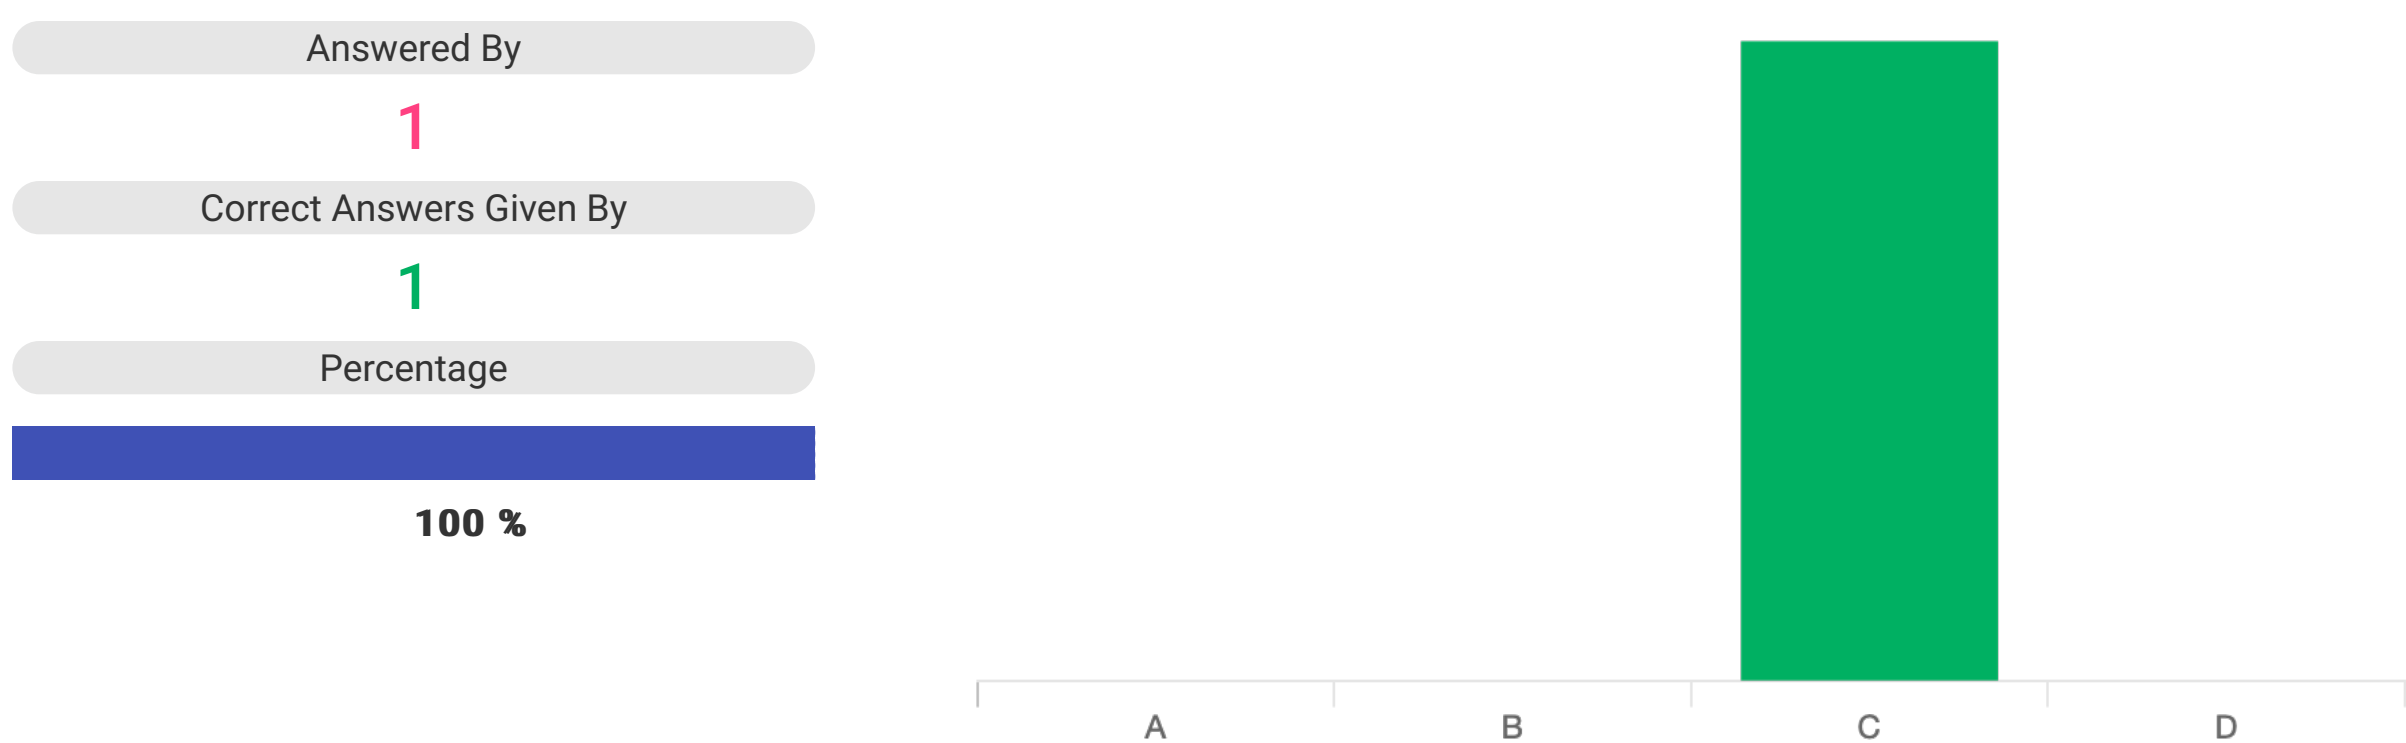 Answered By
1
Correct Answers Given By
1
Percentage
100 %
A B C D